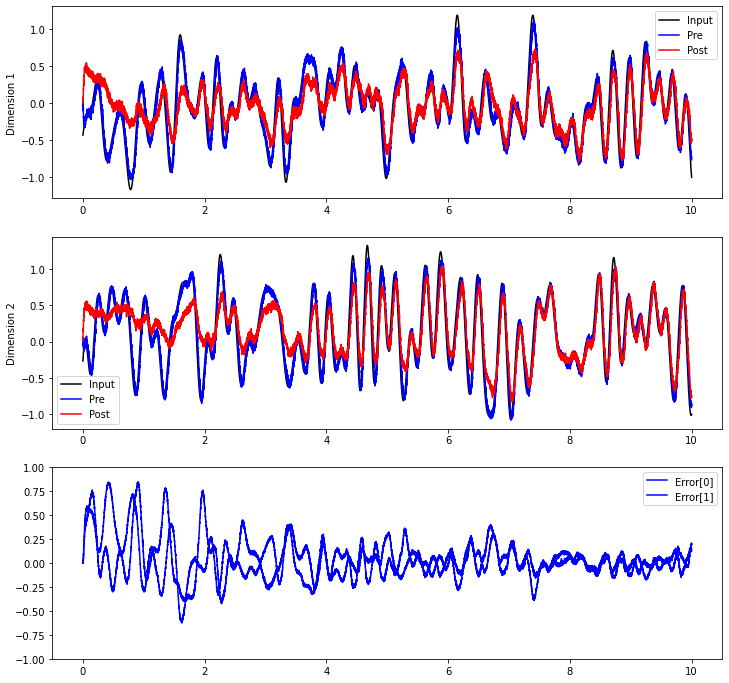 Dimension 1
1.0
0.5
0.0
−0.5
−1.0
Input
Pre
Post
0 2 4 6 8 10
Dimension 2
1.0
0.5
0.0
−0.5
−1.0
Input
Pre
Post
0 2 4 6 8 10
1.00
0.75
0.50
0.25
0.00
−0.25
−0.50
−0.75
−1.00
Error[0]
Error[1]
0 2 4 6 8 10